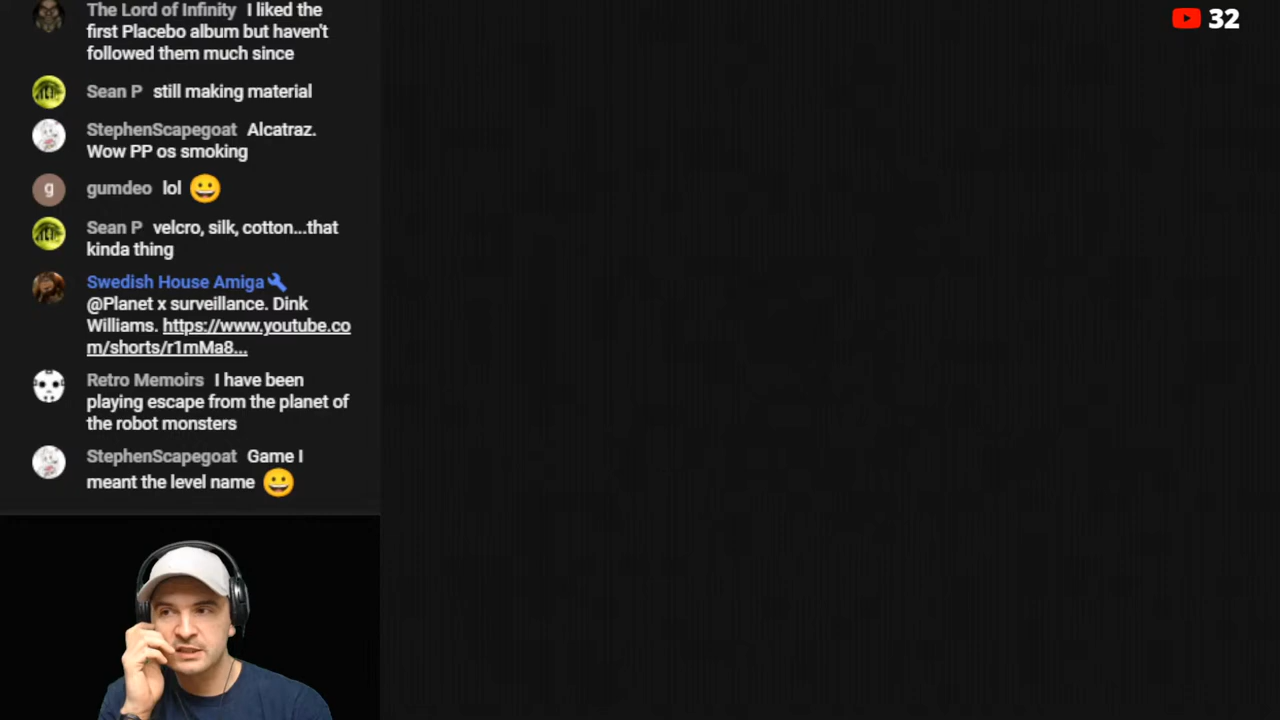 The Lord of Infinity I liked the
first Placebo album but haven't
followed them much since
32
Sean P still making material
StephenScapegoat Alcatraz.
Wow PP os smoking
g gumdeo lol 😀
Sean P velcro, silk, cotton...that
kinda thing
Swedish House Amiga
@Planet x surveillance. Dink
Williams. https://www.youtube.co
m/shorts/r1mMa8...
Retro Memoirs I have been
playing escape from the planet of
the robot monsters
StephenScapegoat Game I
meant the level name 😀